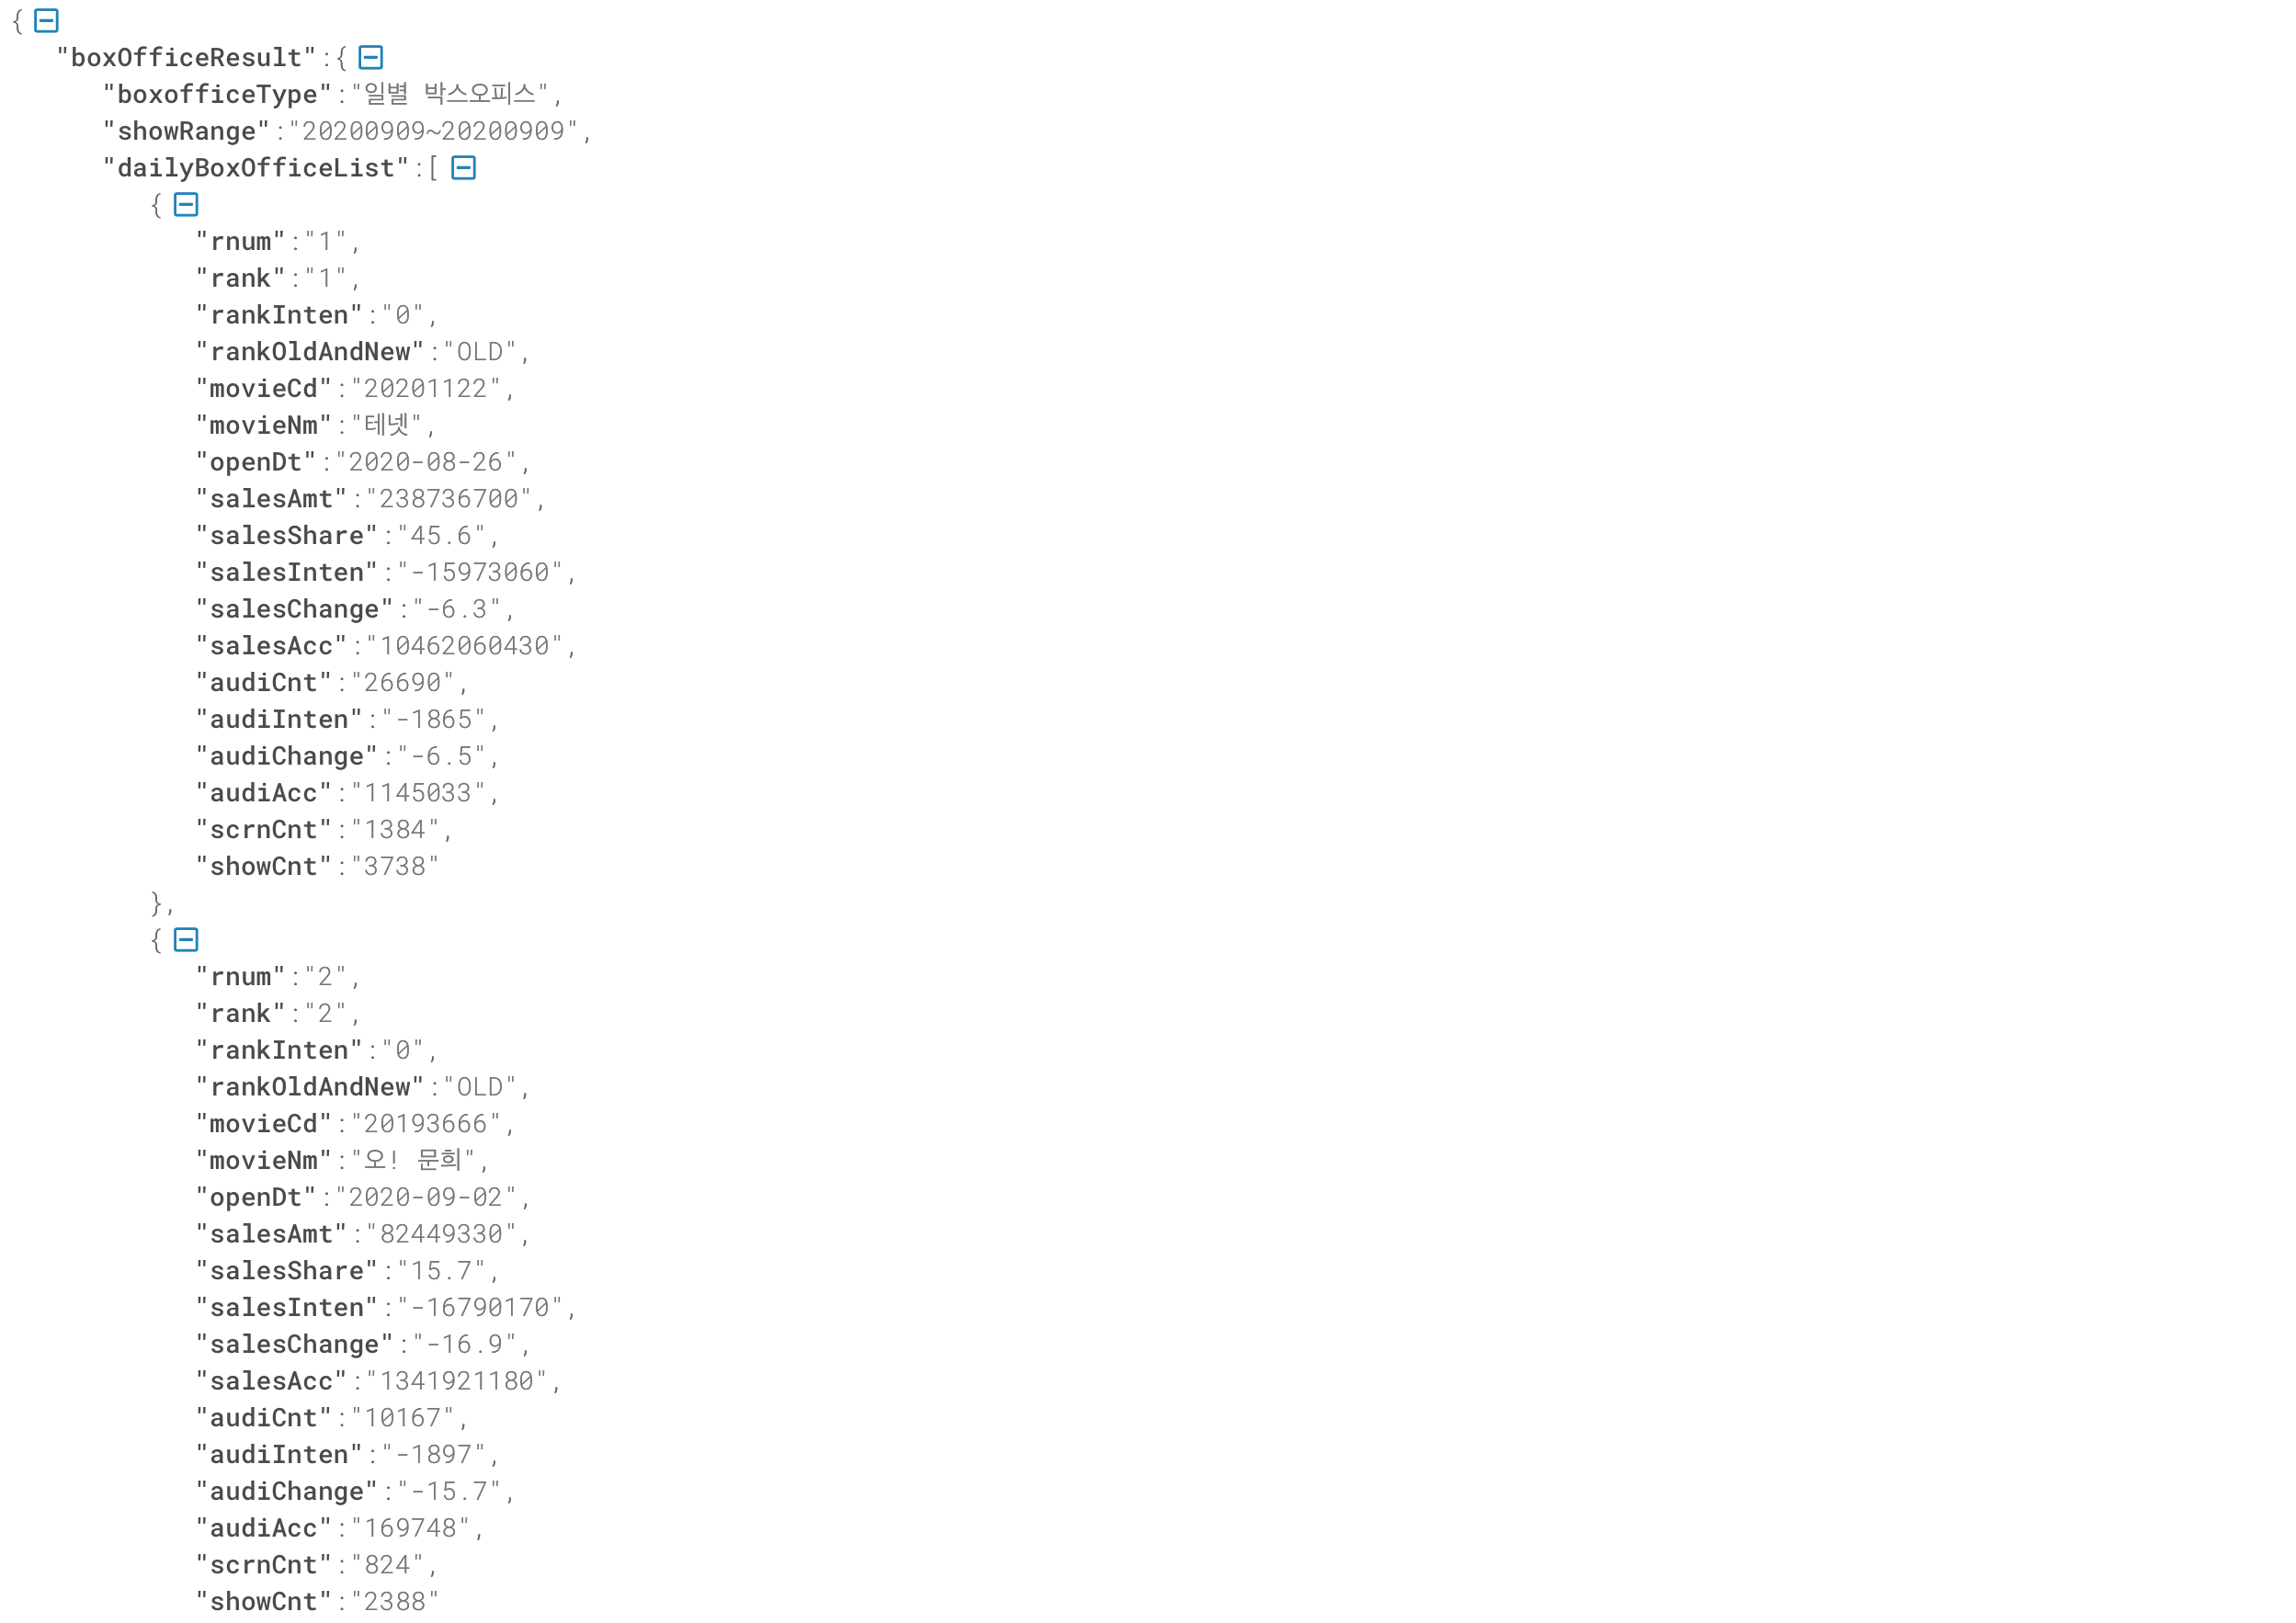 {
"boxOfficeResult":{
"boxofficeType":"일별 박스오피스",
"showRange":"20200909~20200909",
"dailyBoxOfficeList":[
{
"rnum":"1",
"rank":"1",
"rankInten":"0",
"rankOldAndNew":"OLD",
"movieCd":"20201122",
"movieNm":"테넷",
"openDt":"2020-08-26",
"salesAmt":"238736700",
"salesShare":"45.6",
"salesInten":"-15973060",
"salesChange":"-6.3",
"salesAcc":"10462060430",
"audiCnt":"26690",
"audiInten":"-1865",
"audiChange":"-6.5",
"audiAcc":"1145033",
"scrnCnt":"1384",
"showCnt":"3738"
},
{
"rnum":"2",
"rank":"2",
"rankInten":"0",
"rankOldAndNew":"OLD",
"movieCd":"20193666",
"movieNm":"오! 문희",
"openDt":"2020-09-02",
"salesAmt":"82449330",
"salesShare":"15.7",
"salesInten":"-16790170",
"salesChange":"-16.9",
"salesAcc":"1341921180",
"audiCnt":"10167",
"audiInten":"-1897",
"audiChange":"-15.7",
"audiAcc":"169748",
"scrnCnt":"824",
"showCnt":"2388"